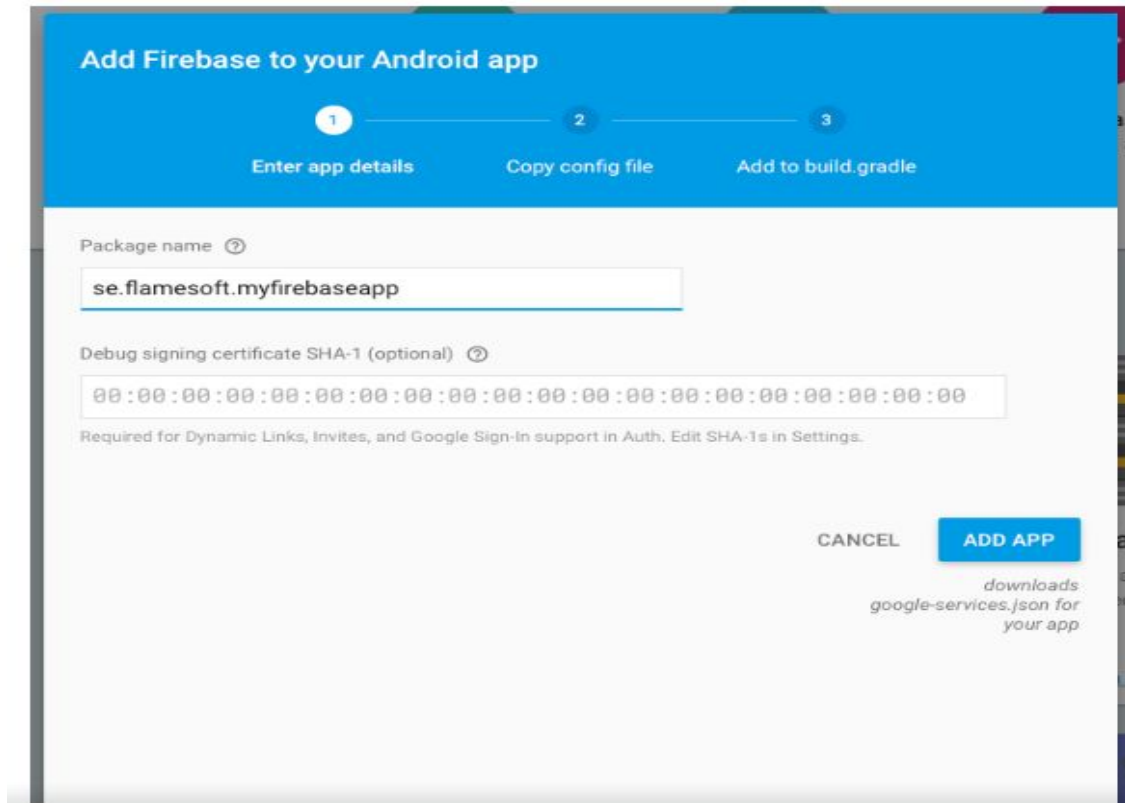 Add Firebase to your Android app
1 2 3
Enter app details Copy config file Add to build.gradle
Package name ?
se.flamesoft.myfirebaseapp
Debug signing certificate SHA-1 (optional) ?
00:00:00:00:00:00:00:00:00:00:00:00:00:00:00:00:00:00:00:00
Required for Dynamic Links, Invites, and Google Sign-In support in Auth. Edit SHA-1s in Settings.
CANCEL ADD APP
downloads
google-services.json for
your app